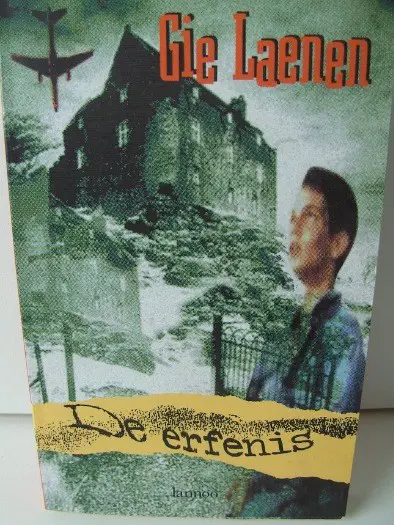 Gie Laenen
De erfenis
lannoo